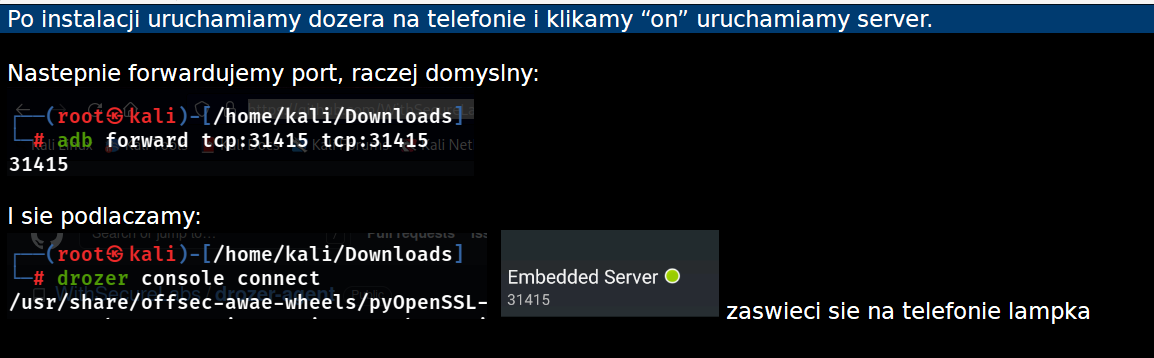 Po instalacji uruchamiamy dozera na telefonie i klikamy “on” uruchamiamy server.
Nastepnie forwardujemy port, raczej domyslny:
┌──(root㉿kali)-[/home/kali/Downloads]
└─# adb forward tcp:31415 tcp:31415
31415
I sie podlaczamy:
┌──(root㉿kali)-[/home/kali/Downloads]
└─# drozer console connect
/usr/share/offsec-awae-wheels/pyOpenSSL-
Embedded Server
31415
zaswieci sie na telefonie lampka